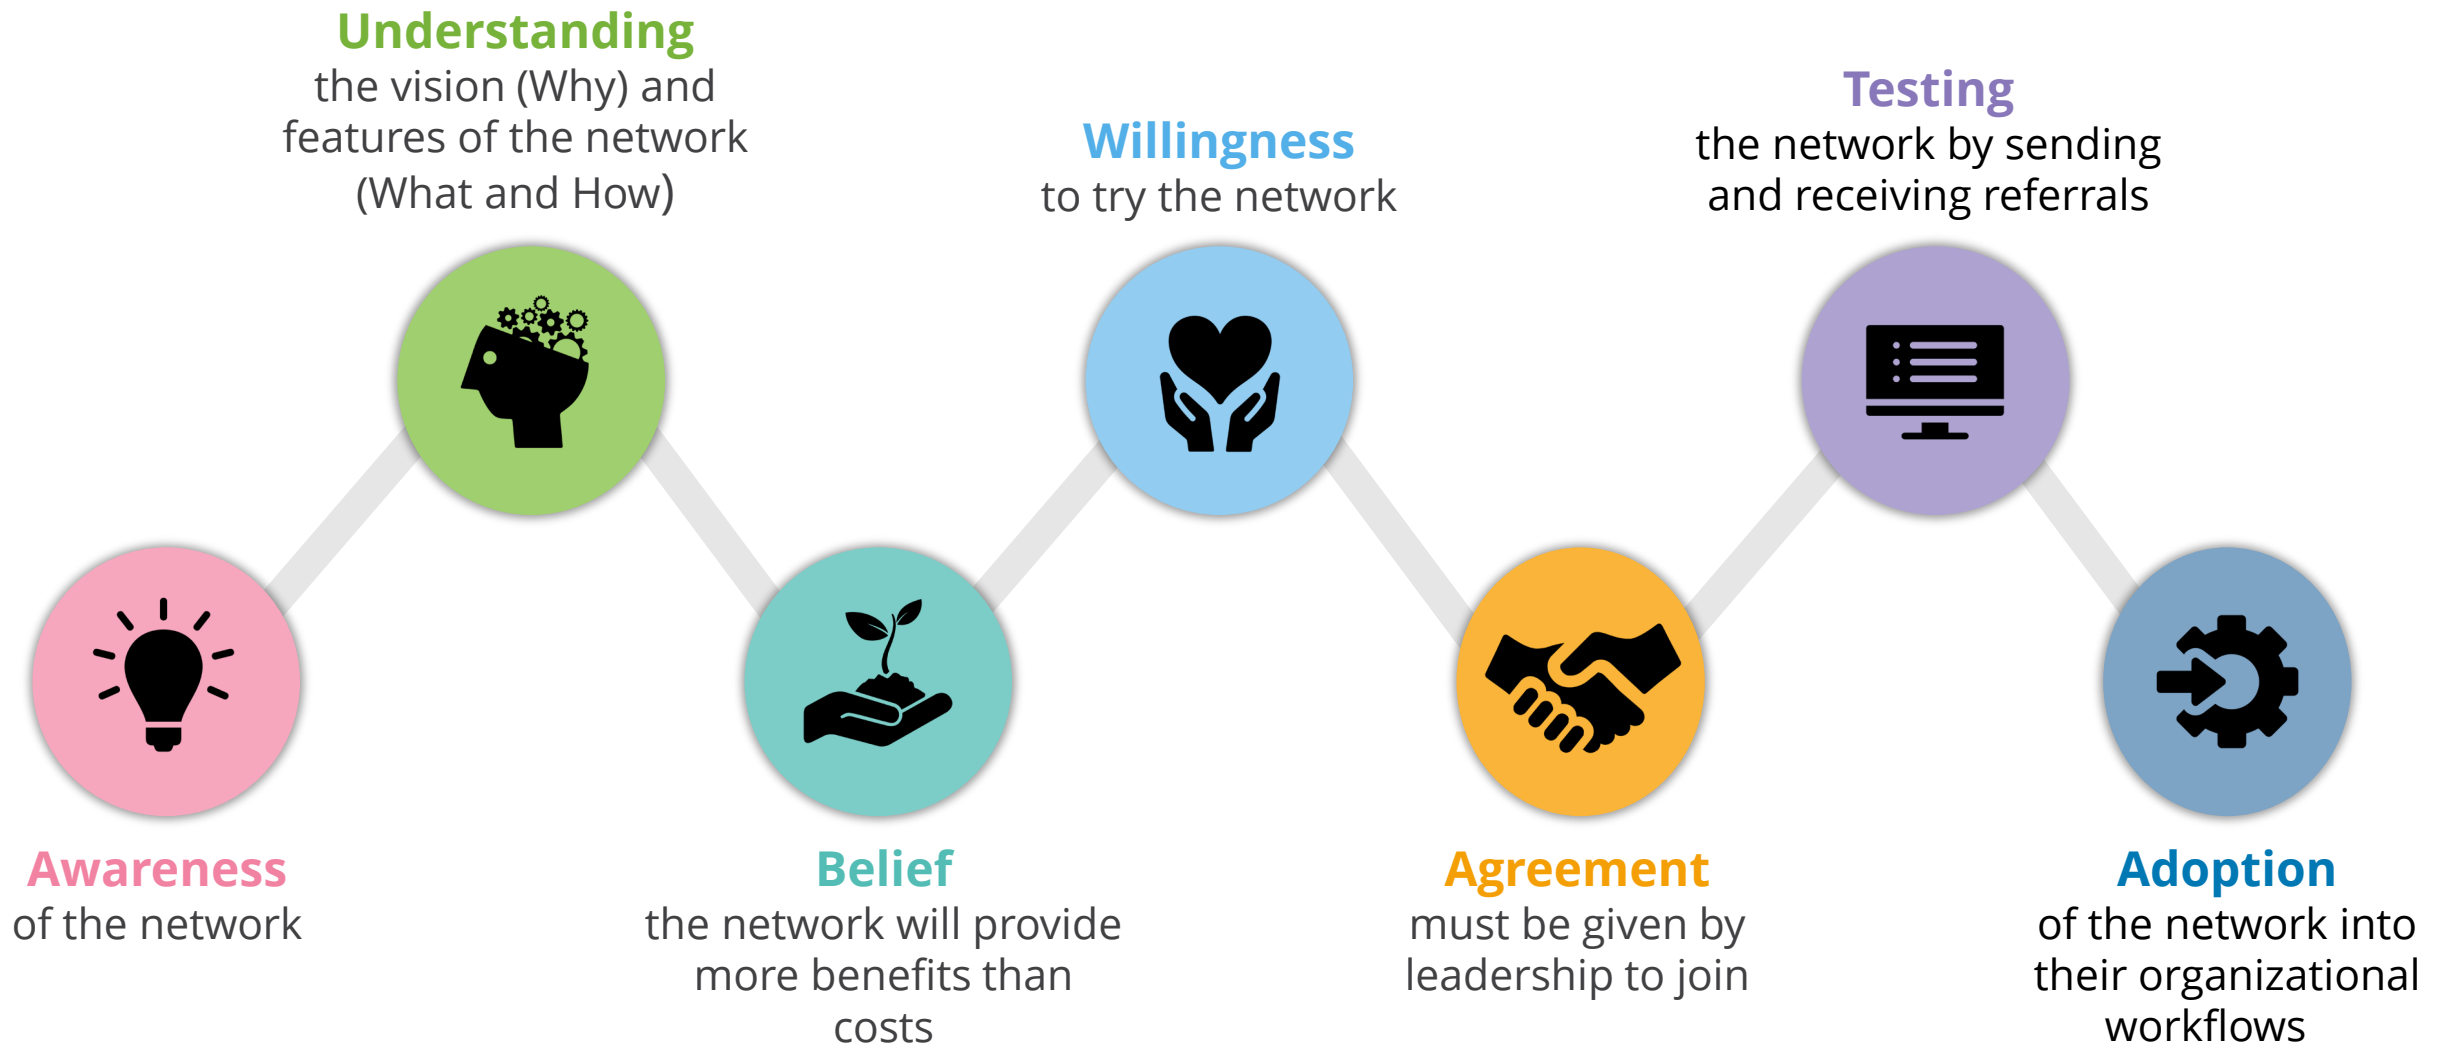 Awareness
of the network
Understanding
the vision (Why) and
features of the network
(What and How)
Belief
the network will provide
more benefits than
costs
Willingness
to try the network
Agreement
must be given by
leadership to join
Testing
the network by sending
and receiving referrals
Adoption
of the network into
their organizational
workflows